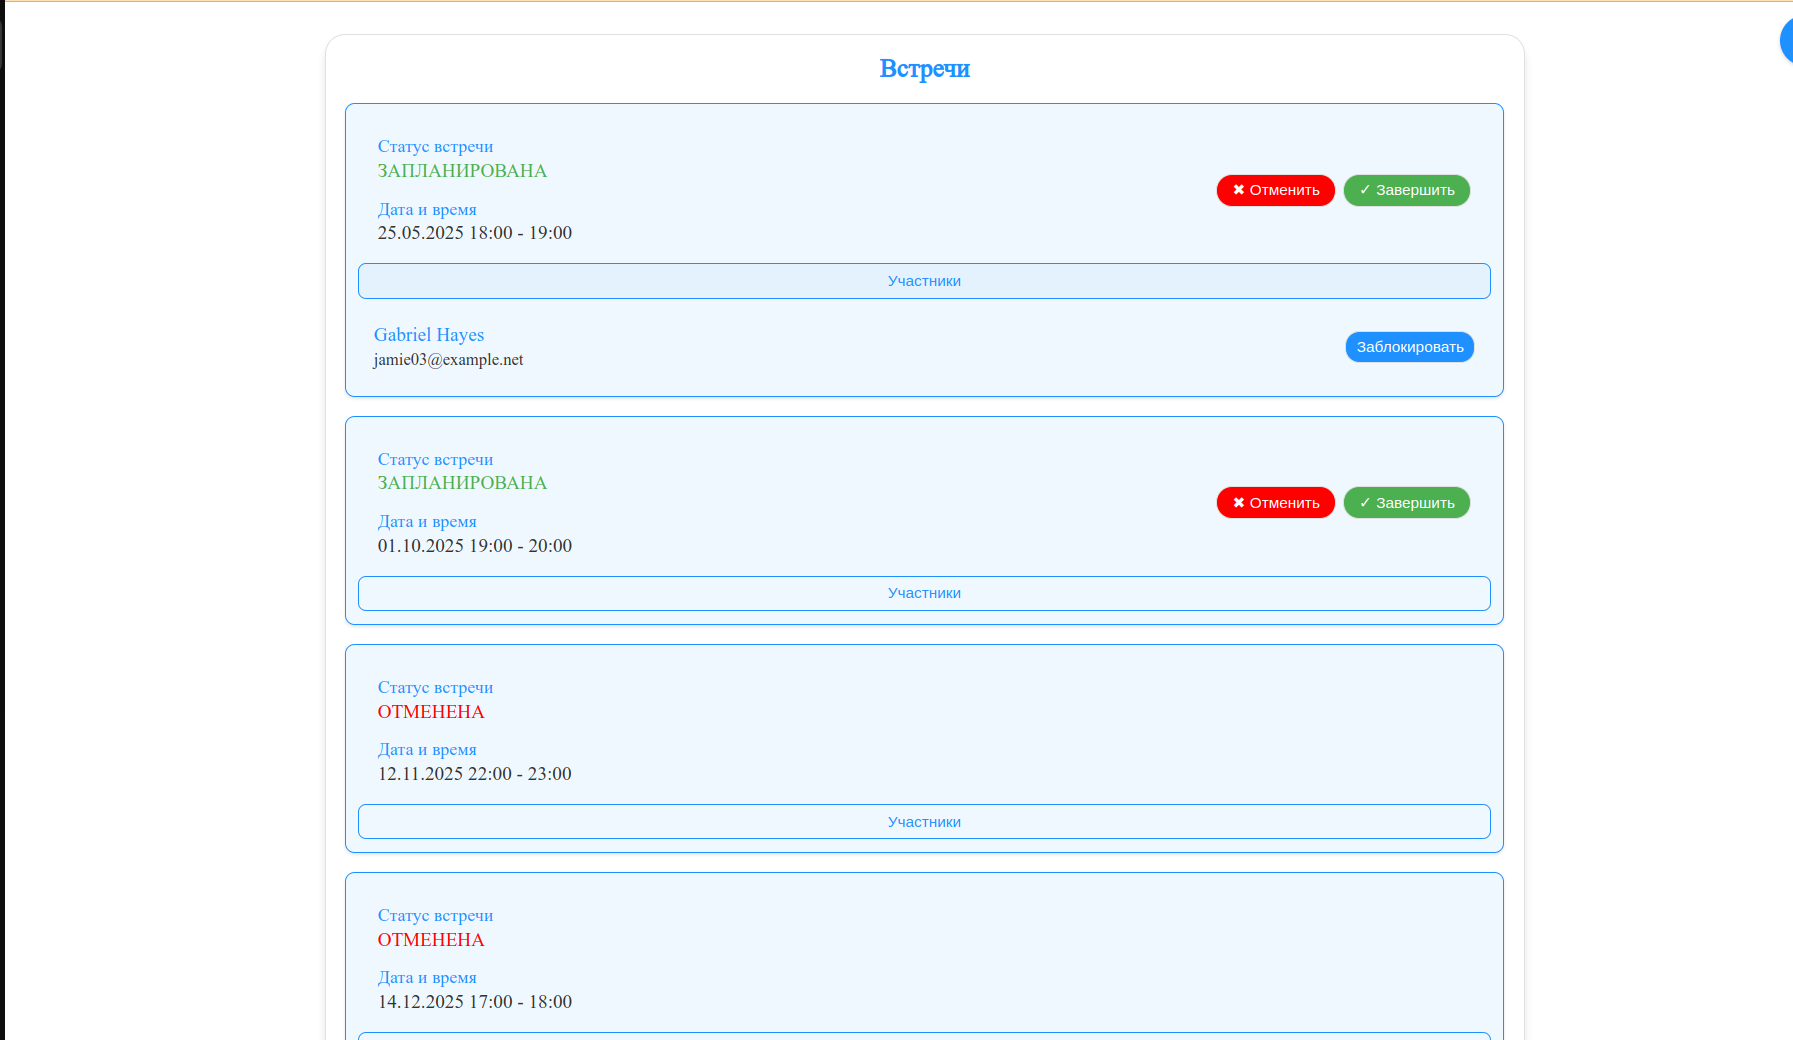 Встречи
Статус встречи
ЗАПЛАНИРОВАНА
✖ Отменить
✓ Завершить
Дата и время
25.05.2025 18:00 - 19:00
Участники
Gabriel Hayes
jamie03@example.net
Заблокировать
Статус встречи
ЗАПЛАНИРОВАНА
✖ Отменить
✓ Завершить
Дата и время
01.10.2025 19:00 - 20:00
Участники
Статус встречи
ОТМЕНЕНА
Дата и время
12.11.2025 22:00 - 23:00
Участники
Статус встречи
ОТМЕНЕНА
Дата и время
14.12.2025 17:00 - 18:00